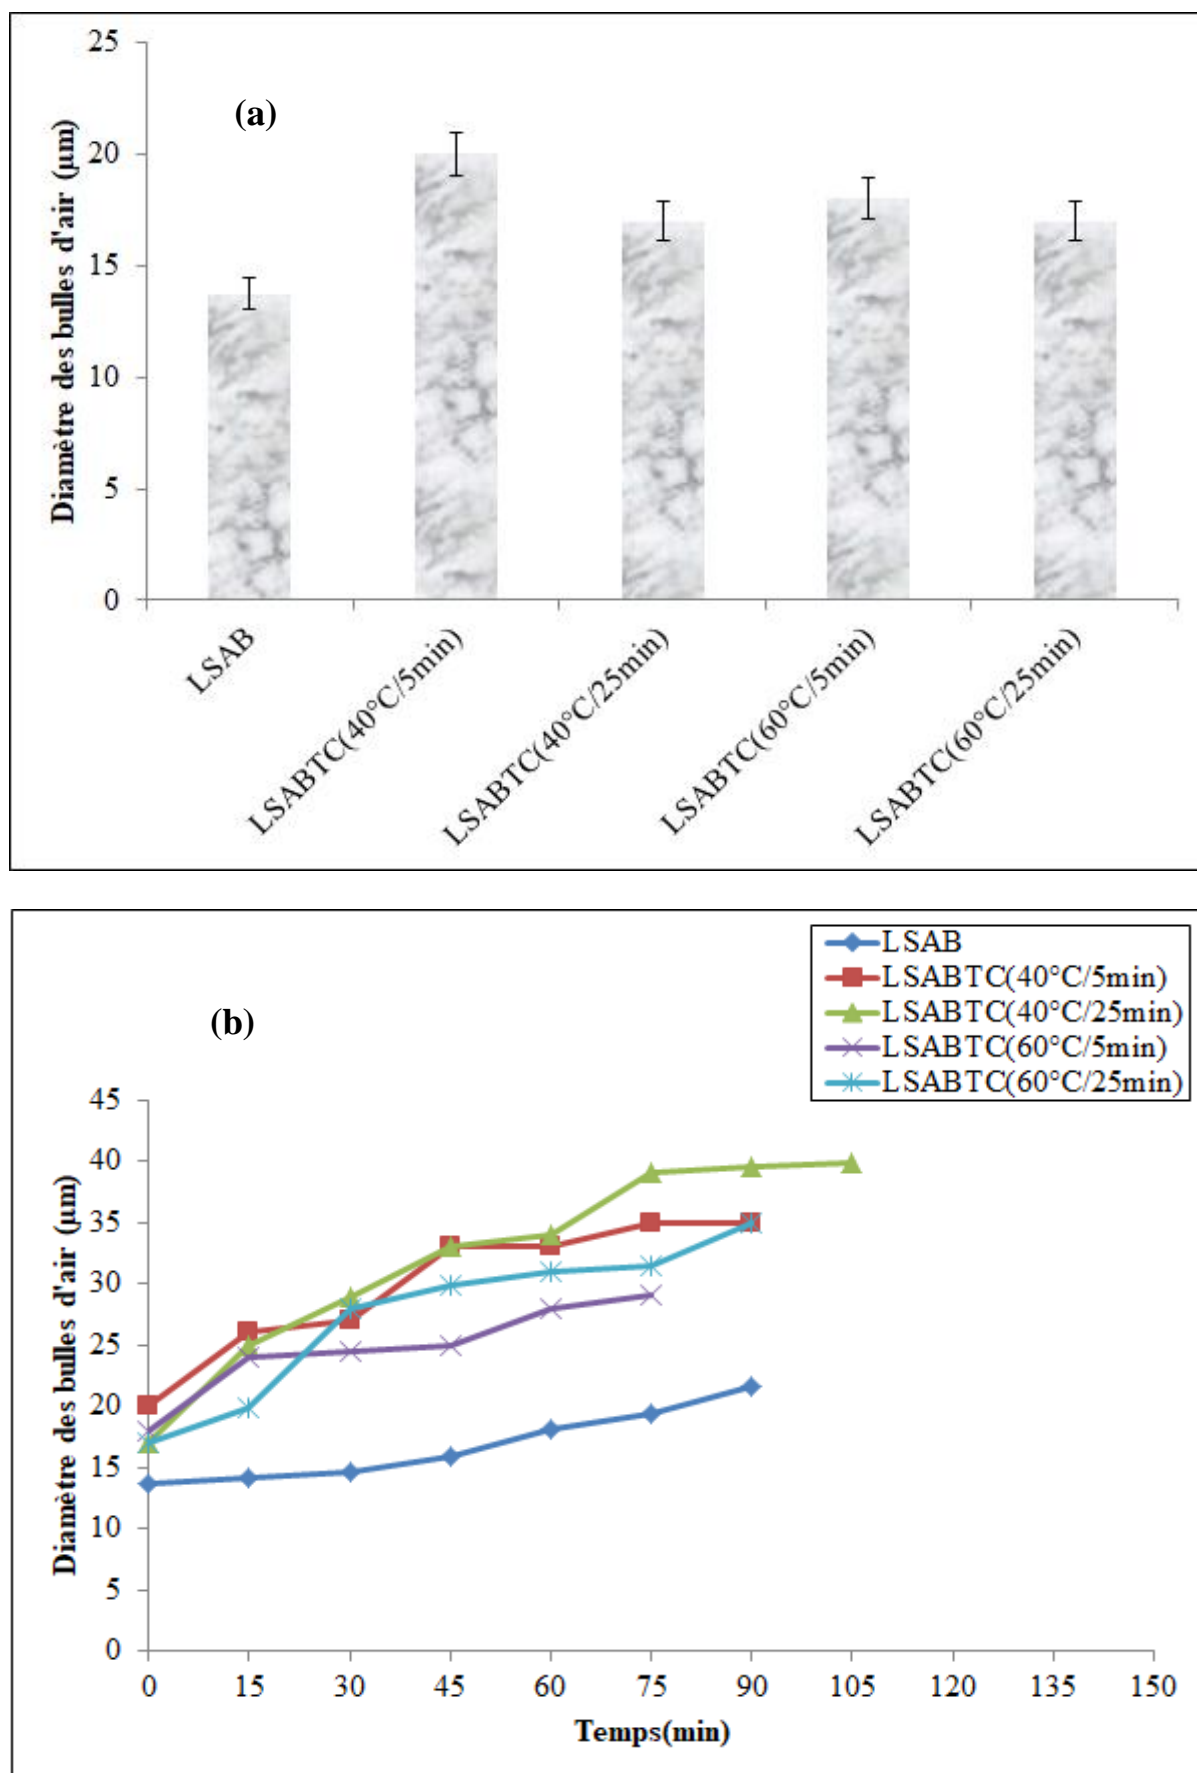 (a)
Diamètre des bulles d'air (µm)
25
20
15
10
5
0
LSAB
LSABTC(40°C/5min)
LSABTC(40°C/25min)
LSABTC(60°C/5min)
LSABTC(60°C/25min)
LSAB
LSABTC(40°C/5min)
LSABTC(40°C/25min)
LSABTC(60°C/5min)
LSABTC(60°C/25min)
(b)
Diamètre des bulles d'air (µm)
45
40
35
30
25
20
15
10
5
0
0 15 30 45 60 75 90 105 120 135 150
Temps(min)